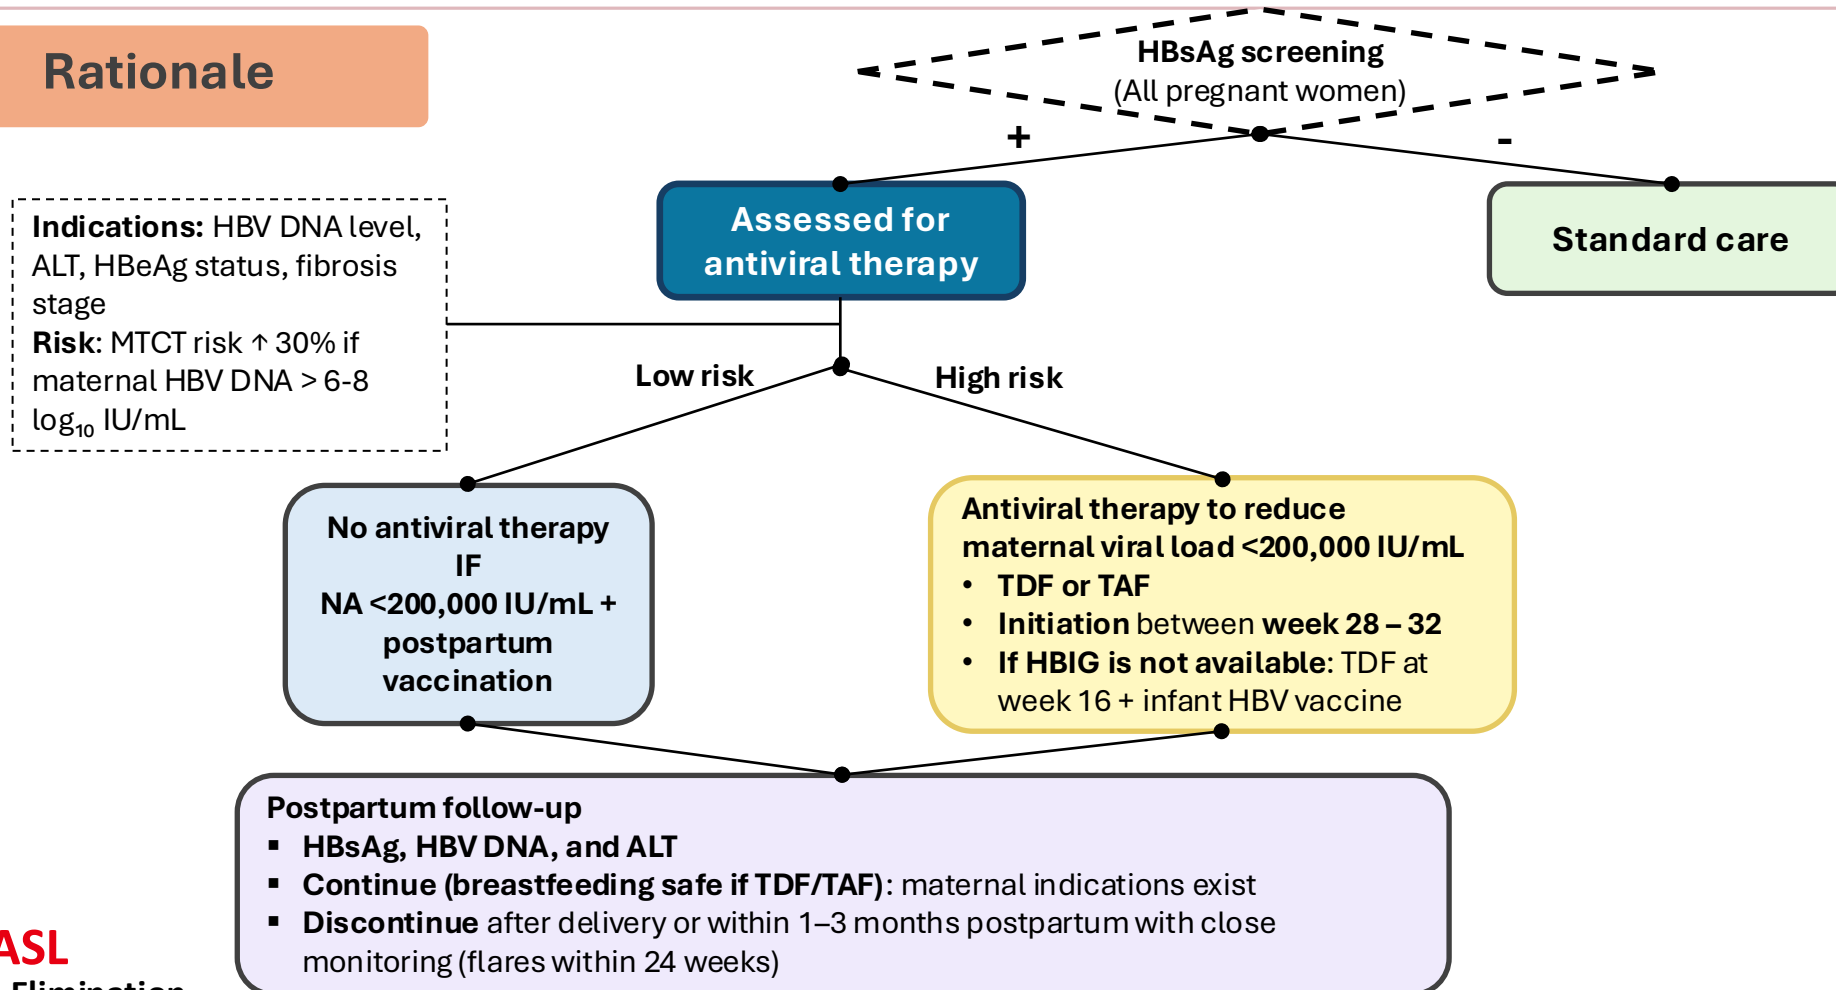 Rationale
HBsAg screening
(All pregnant women)
+
-
Assessed for
antiviral therapy
Standard care
Indications: HBV DNA level,
ALT, HBeAg status, fibrosis
stage
Risk: MTCT risk ↑ 30% if
maternal HBV DNA > 6-8
log₁₀ IU/mL
Low risk
High risk
No antiviral therapy
IF
NA <200,000 IU/mL +
postpartum
vaccination
Antiviral therapy to reduce
maternal viral load <200,000 IU/mL
• TDF or TAF
• Initiation between week 28 – 32
• If HBIG is not available: TDF at
week 16 + infant HBV vaccine
Postpartum follow-up
▪ HBsAg, HBV DNA, and ALT
▪ Continue (breastfeeding safe if TDF/TAF): maternal indications exist
▪ Discontinue after delivery or within 1–3 months postpartum with close
monitoring (flares within 24 weeks)
ASL
Elimination